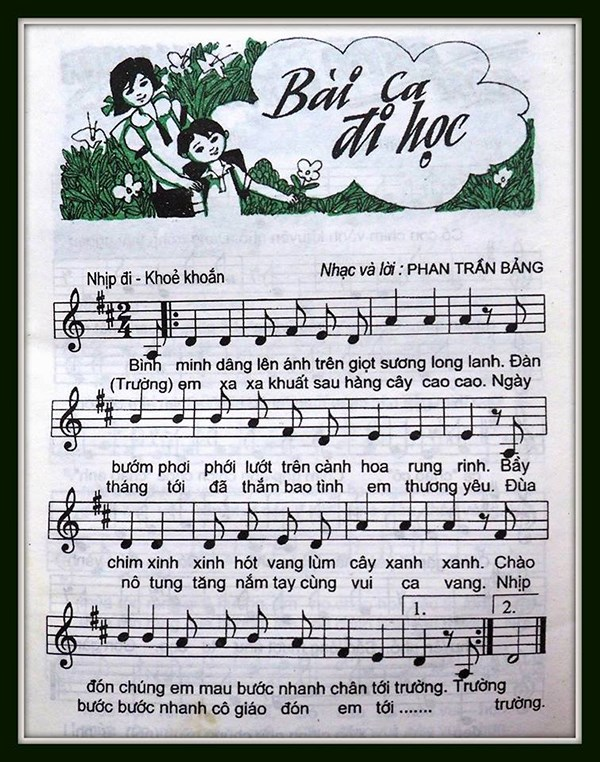 Bài ca
đi học
Nhịp đi - Khoẻ khoắn
Nhạc và lời : PHAN TRẦN BẢNG
2
4
Bình minh dâng lên ánh trên giọt sương long lanh. Đàn
(Trường) em xa xa khuất sau hàng cây cao cao. Ngày
bướm phơi phới lướt trên cành hoa rung rinh. Bầy
tháng tới đã thắm bao tình em thương yêu. Đùa
chim xinh xinh hót vang lùm cây xanh xanh. Chào
nô tung tăng nắm tay cùng vui ca vang. Nhịp
1. 2.
đón chúng em mau bước nhanh chân tới trường. Trường
bước bước nhanh cô giáo đón em tới ....... trường.